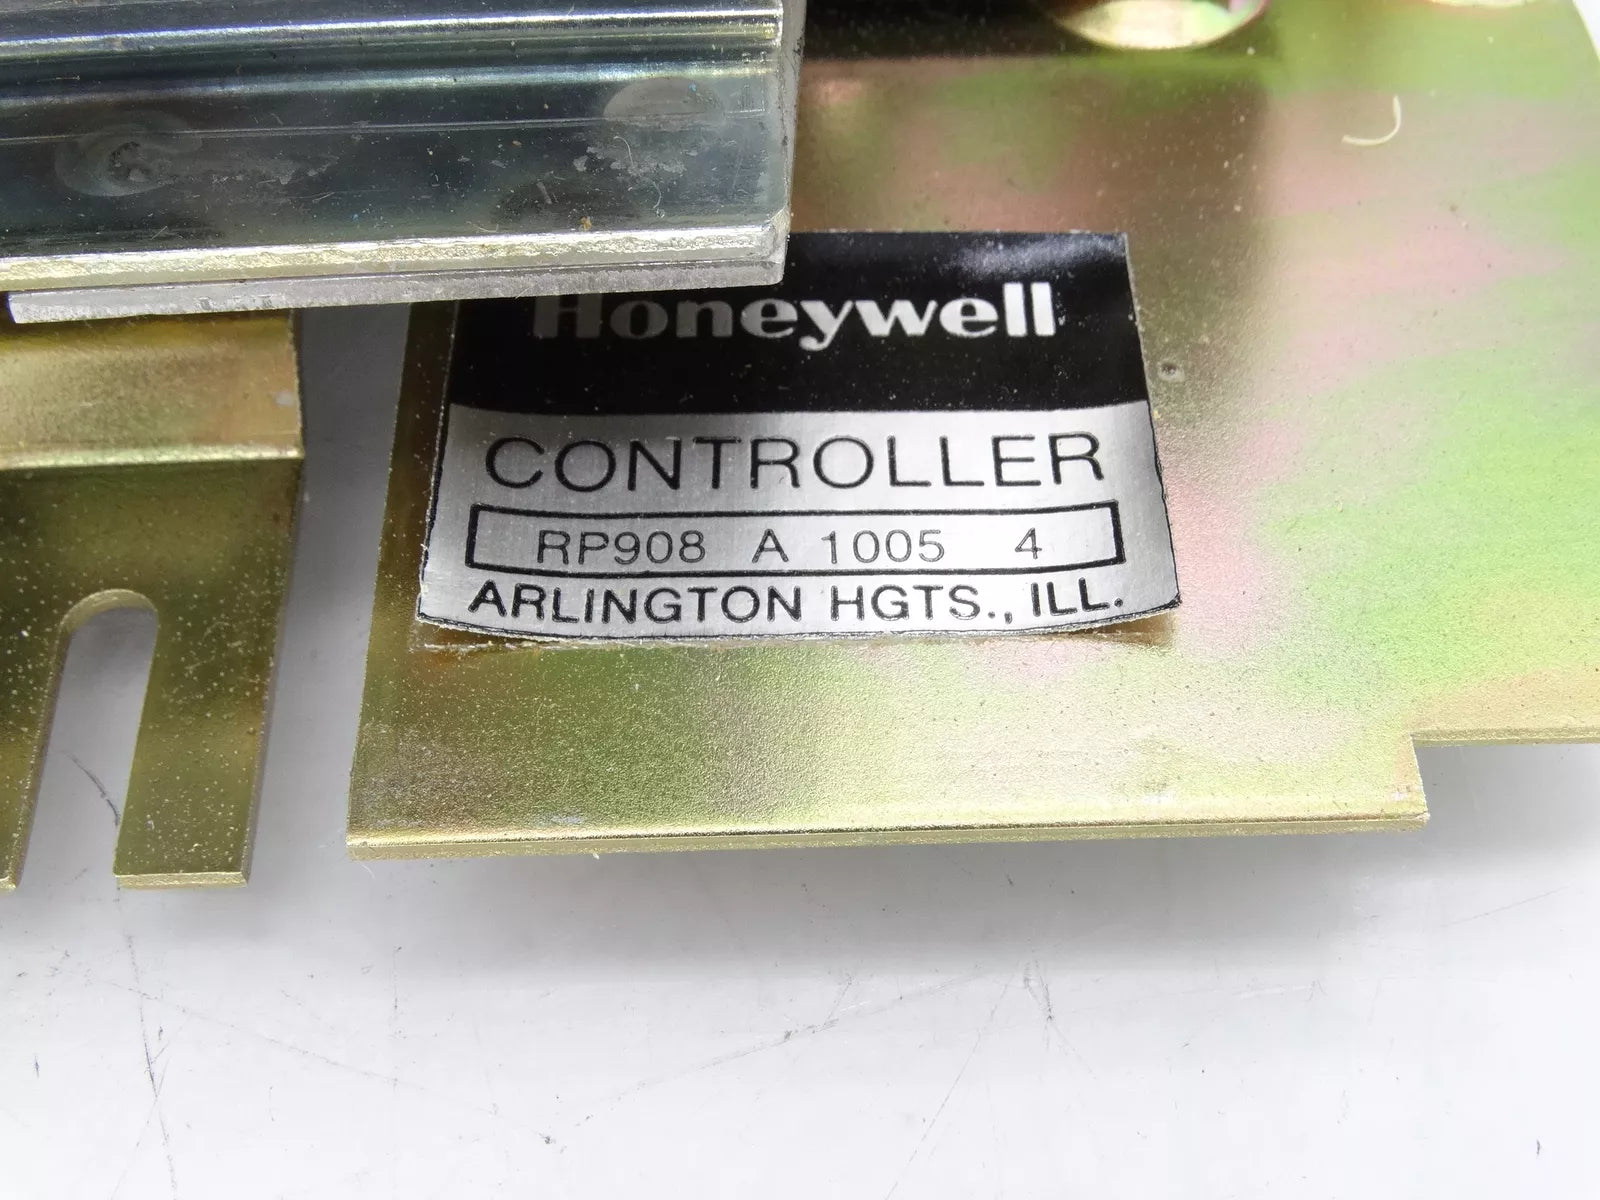 Honeywell
CONTROLLER
RP908 A 1005 4
ARLINGTON HGTS., ILL.